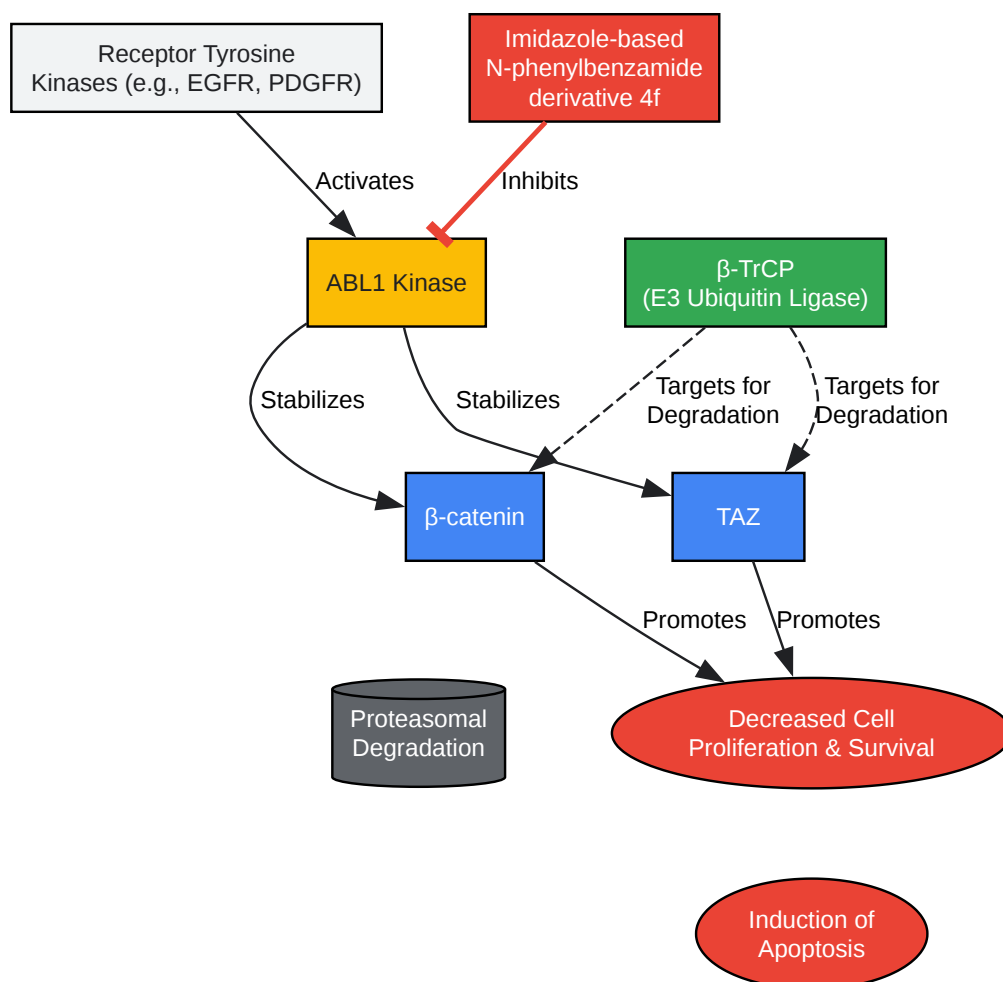 Receptor Tyrosine
Kinases (e.g., EGFR, PDGFR)
Imidazole-based
N-phenylbenzamide
derivative 4f
Activates
Inhibits
ABL1 Kinase
β-TrCP
(E3 Ubiquitin Ligase)
Stabilizes
Stabilizes
Targets for
Degradation
Targets for
Degradation
β-catenin
TAZ
Promotes
Promotes
Proteasomal
Degradation
Decreased Cell
Proliferation & Survival
Induction of
Apoptosis